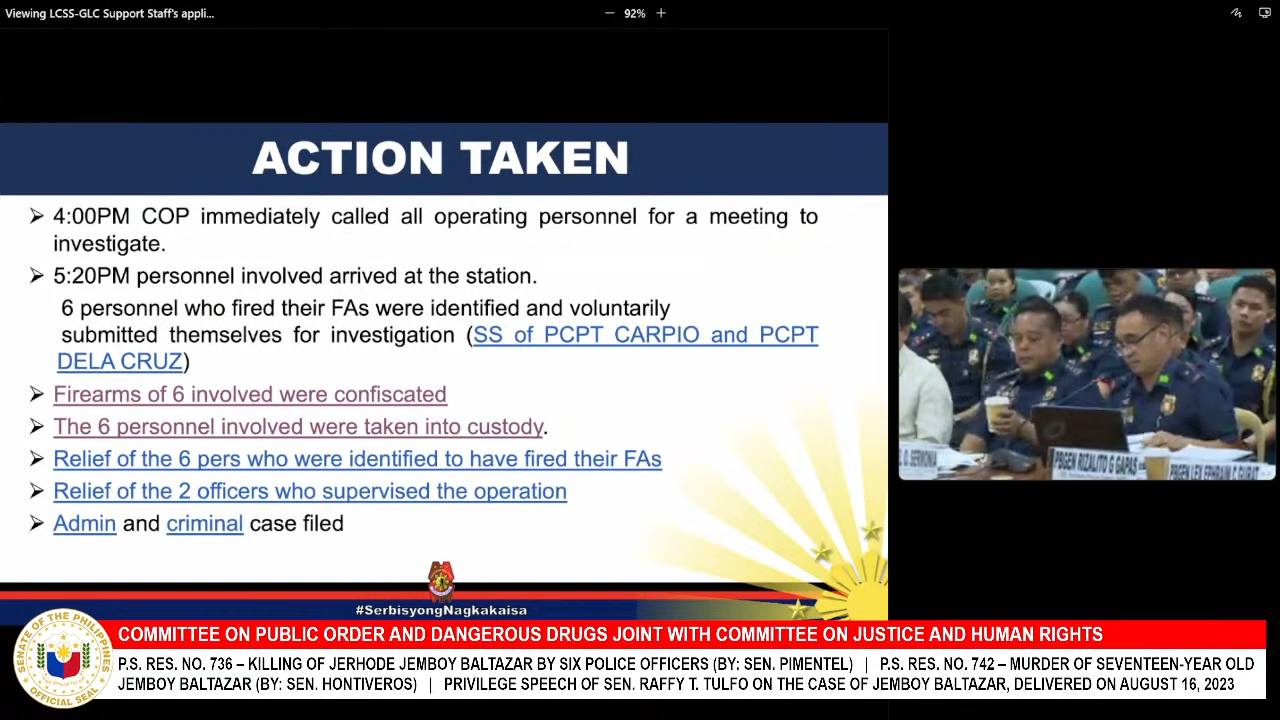 Viewing LCSS-GLC Support Staff's appli...
92%
ACTION TAKEN
4:00PM COP immediately called all operating personnel for a meeting to
investigate.
5:20PM personnel involved arrived at the station.
6 personnel who fired their FAs were identified and voluntarily
submitted themselves for investigation (SS of PCPT CARPIO and PCPT
DELA CRUZ)
Firearms of 6 involved were confiscated
The 6 personnel involved were taken into custody.
Relief of the 6 pers who were identified to have fired their FAs
Relief of the 2 officers who supervised the operation
Admin and criminal case filed
#SerbisyongNagkakaisa
PBGEN RIZALITO G GAPAS
PBGEN LEX EPHRAIM C GURAT
SENATE OF THE PHILIPPINES
OFFICIAL SEAL
COMMITTEE ON PUBLIC ORDER AND DANGEROUS DRUGS JOINT WITH COMMITTEE ON JUSTICE AND HUMAN RIGHTS
P.S. RES. NO. 736 – KILLING OF JERHODE JEMBOY BALTAZAR BY SIX POLICE OFFICERS (BY: SEN. PIMENTEL) | P.S. RES. NO. 742 – MURDER OF SEVENTEEN-YEAR OLD
JEMBOY BALTAZAR (BY: SEN. HONTIVEROS) | PRIVILEGE SPEECH OF SEN. RAFFY T. TULFO ON THE CASE OF JEMBOY BALTAZAR, DELIVERED ON AUGUST 16, 2023